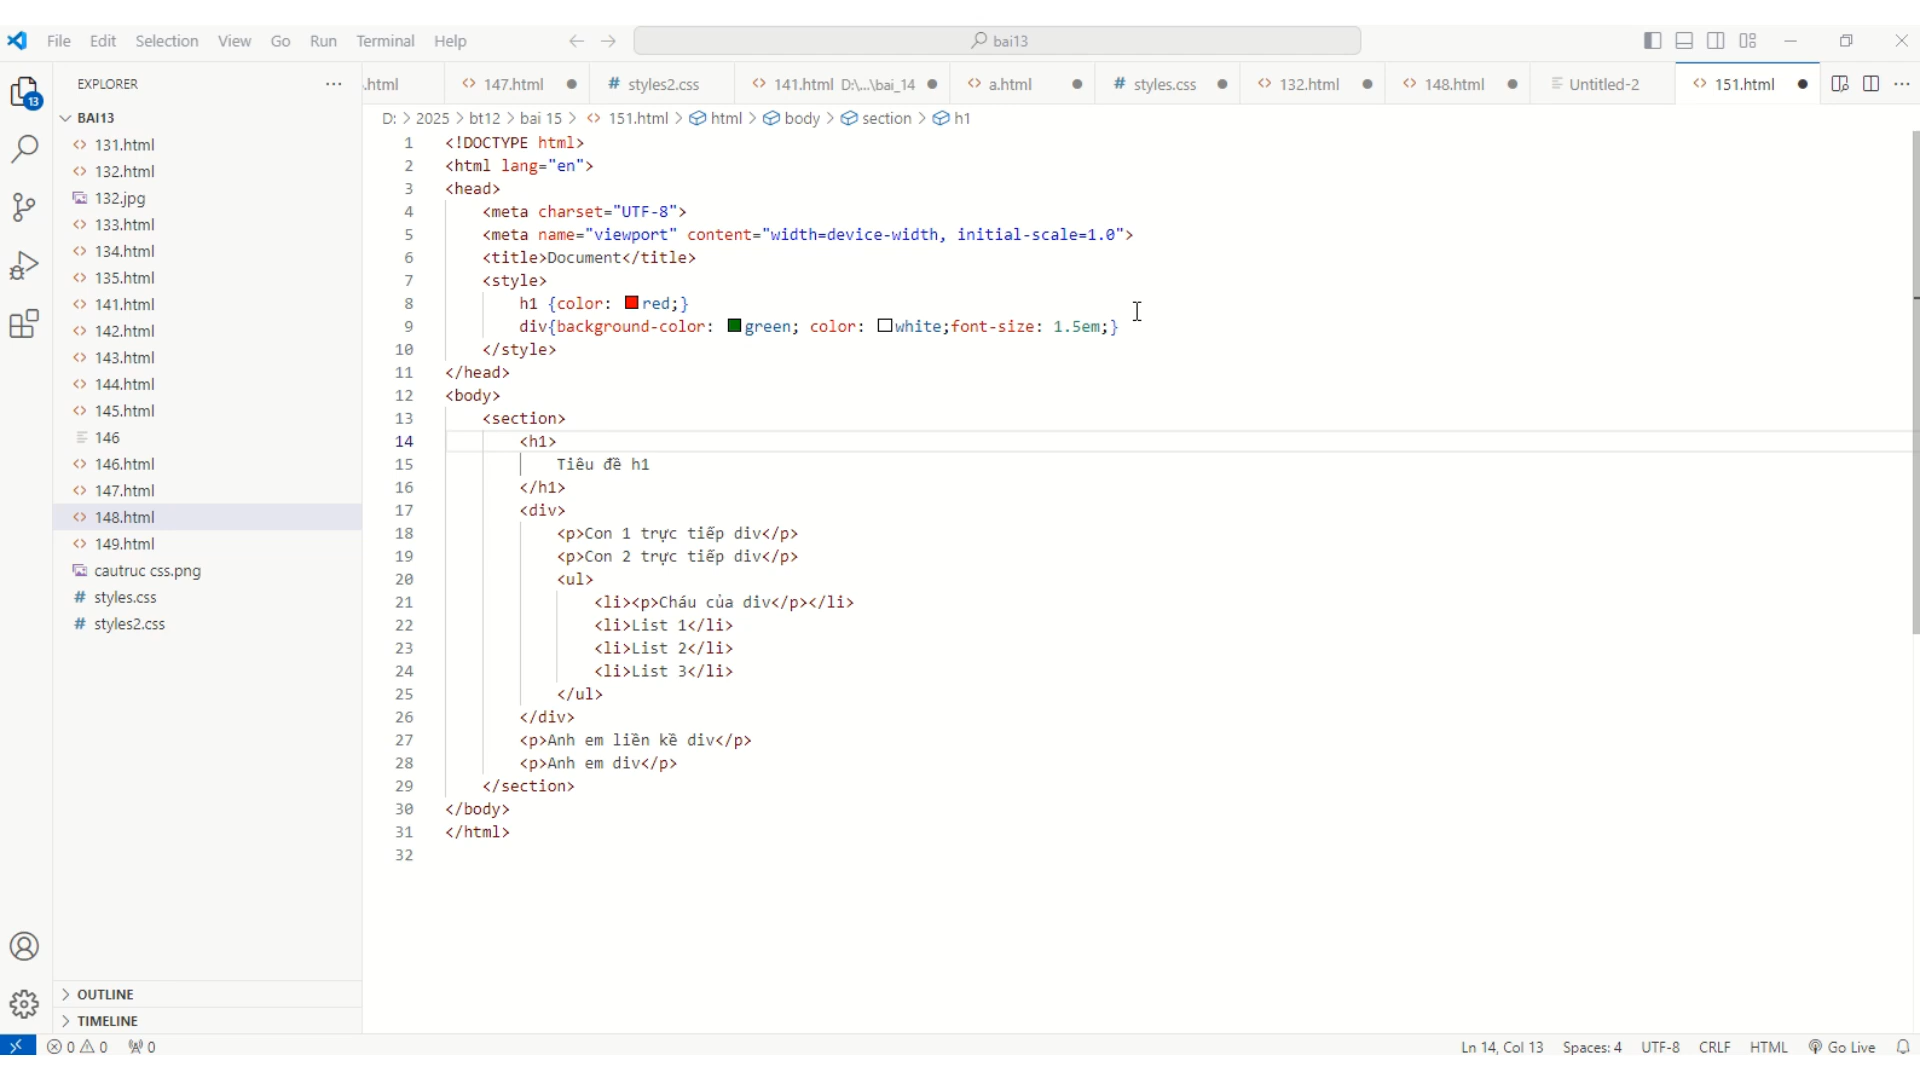 File Edit Selection View Go Run Terminal Help
bai13
EXPLORER
.html 147.html styles2.css 141.html D:\...\bai_14 a.html styles.css 132.html 148.html Untitled-2 151.html
13
BAI13
131.html
132.html
132.jpg
133.html
134.html
135.html
141.html
142.html
143.html
144.html
145.html
146
146.html
147.html
148.html
149.html
cautruc css.png
styles.css
styles2.css
OUTLINE
TIMELINE
D: > 2025 > bt12 > bai 15 > 151.html > html > body > section > h1
1 <!DOCTYPE html>
2 <html lang="en">
3 <head>
4 <meta charset="UTF-8">
5 <meta name="viewport" content="width=device-width, initial-scale=1.0">
6 <title>Document</title>
7 <style>
8 h1 {color: red;}
9 div{background-color: green; color: white;font-size: 1.5em;}
10 </style>
11 </head>
12 <body>
13 <section>
14 <h1>
15 Tiêu đề h1
16 </h1>
17 <div>
18 <p>Con 1 trực tiếp div</p>
19 <p>Con 2 trực tiếp div</p>
20 <ul>
21 <li><p>Cháu của div</p></li>
22 <li>List 1</li>
23 <li>List 2</li>
24 <li>List 3</li>
25 </ul>
26 </div>
27 <p>Anh em liền kề div</p>
28 <p>Anh em div</p>
29 </section>
30 </body>
31 </html>
32
0 0 0
Ln 14, Col 13 Spaces: 4 UTF-8 CRLF HTML Go Live